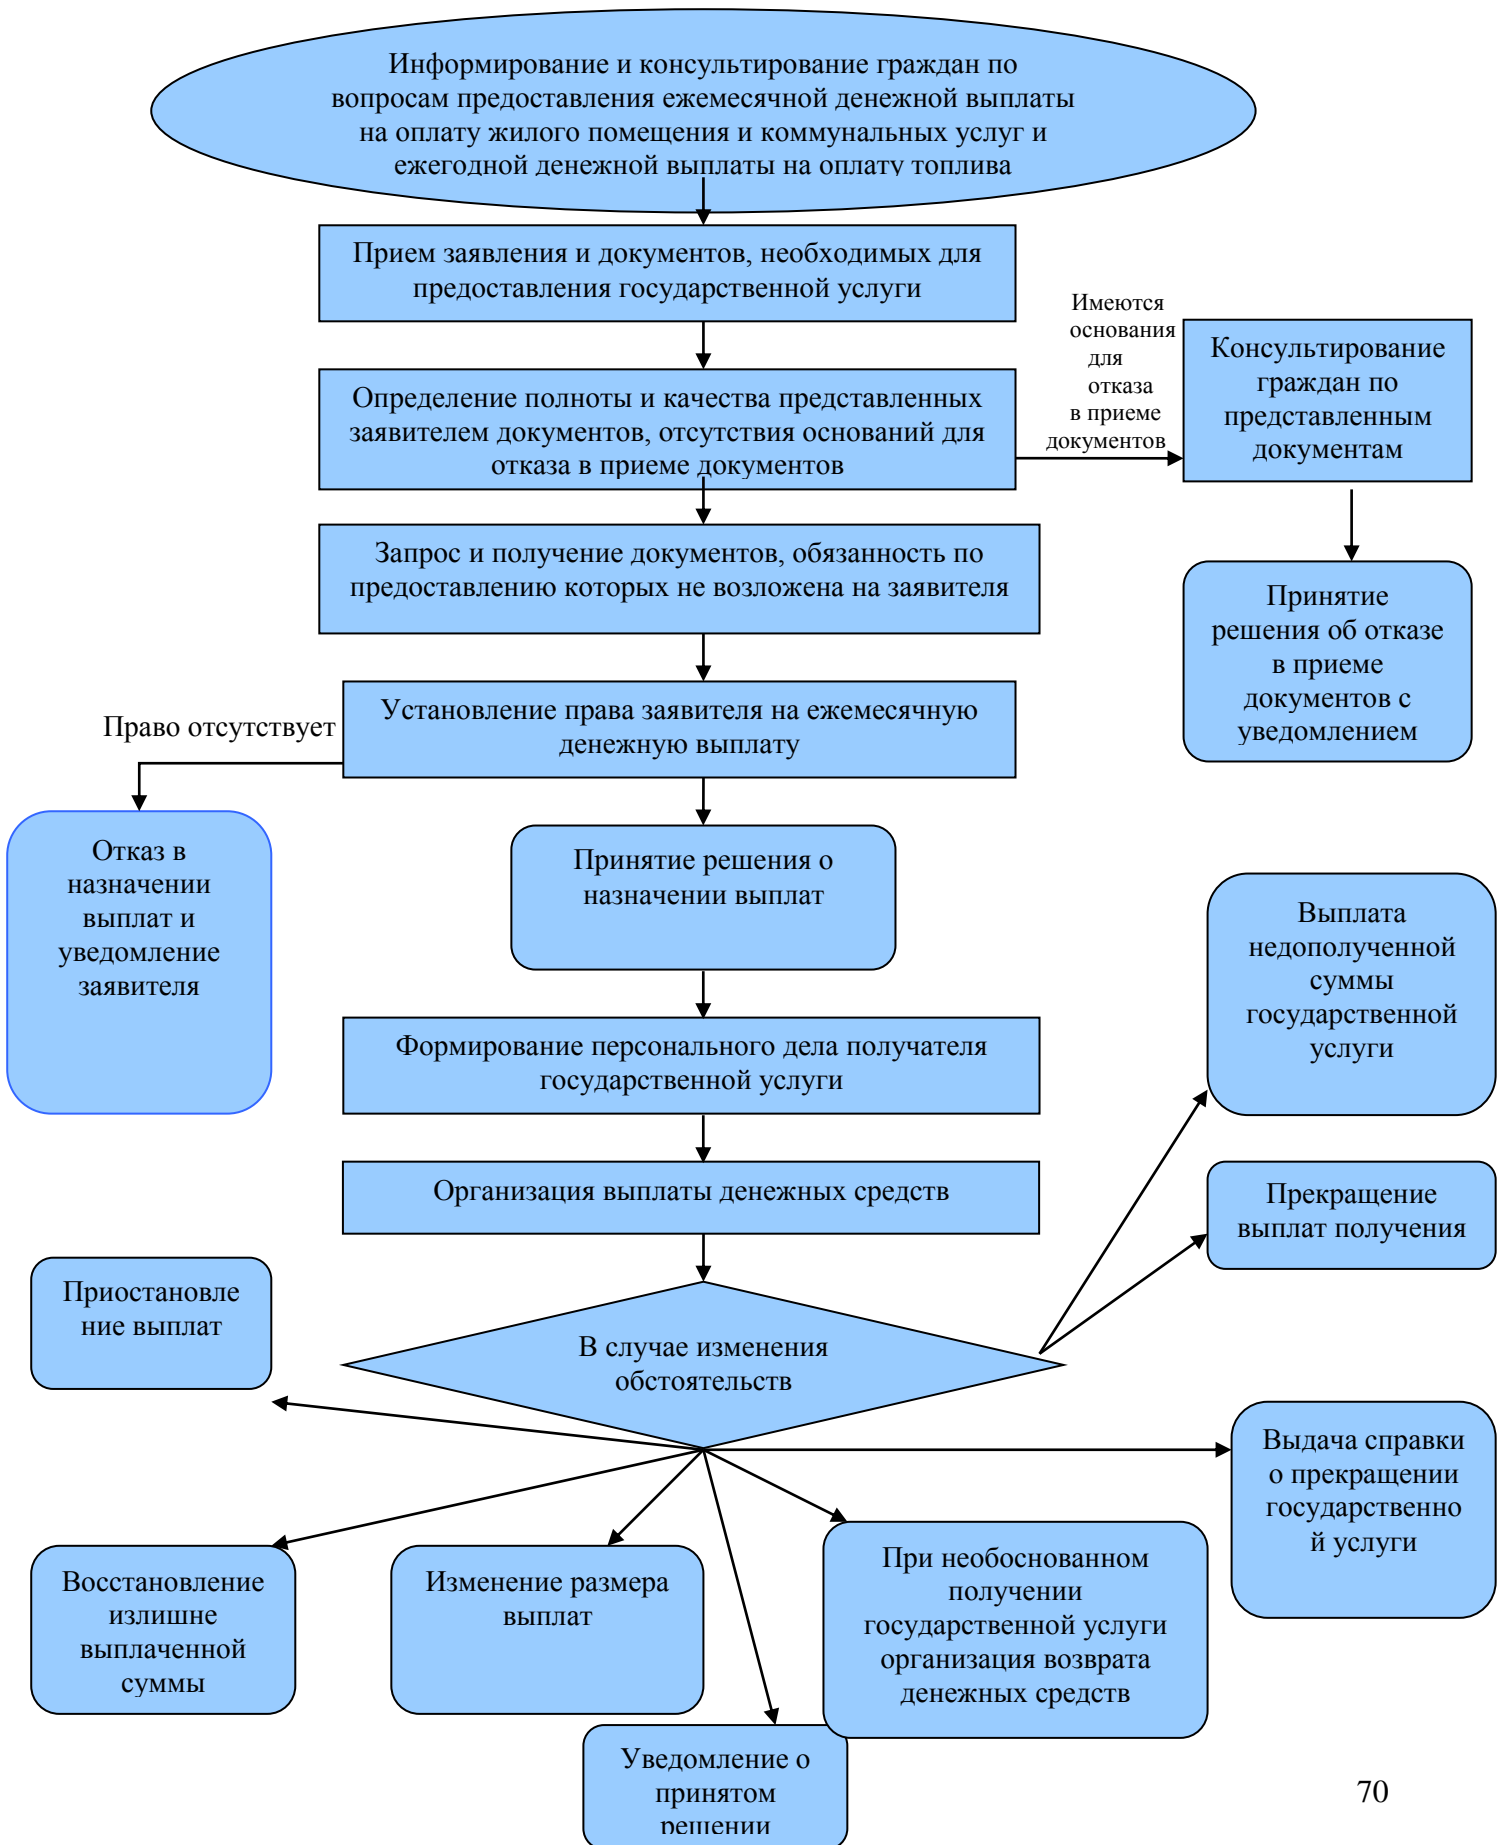 Информирование и консультирование граждан по
вопросам предоставления ежемесячной денежной выплаты
на оплату жилого помещения и коммунальных услуг и
ежегодной денежной выплаты на оплату топлива
Прием заявления и документов, необходимых для
предоставления государственной услуги
Имеются
основания
для
отказа
в приеме
документов
Консультирование
граждан по
представленным
документам
Определение полноты и качества представленных
заявителем документов, отсутствия оснований для
отказа в приеме документов
Запрос и получение документов, обязанность по
предоставлению которых не возложена на заявителя
Принятие
решения об отказе
в приеме
документов с
уведомлением
Право отсутствует
Установление права заявителя на ежемесячную
денежную выплату
Отказ в
назначении
выплат и
уведомление
заявителя
Принятие решения о
назначении выплат
Выплата
недополученной
суммы
государственной
услуги
Формирование персонального дела получателя
государственной услуги
Организация выплаты денежных средств
Прекращение
выплат получения
Приостановле
ние выплат
В случае изменения
обстоятельств
Выдача справки
о прекращении
государственно
й услуги
Восстановление
излишне
выплаченной
суммы
Изменение размера
выплат
При необоснованном
получении
государственной услуги
организация возврата
денежных средств
Уведомление о
принятом
решении
70